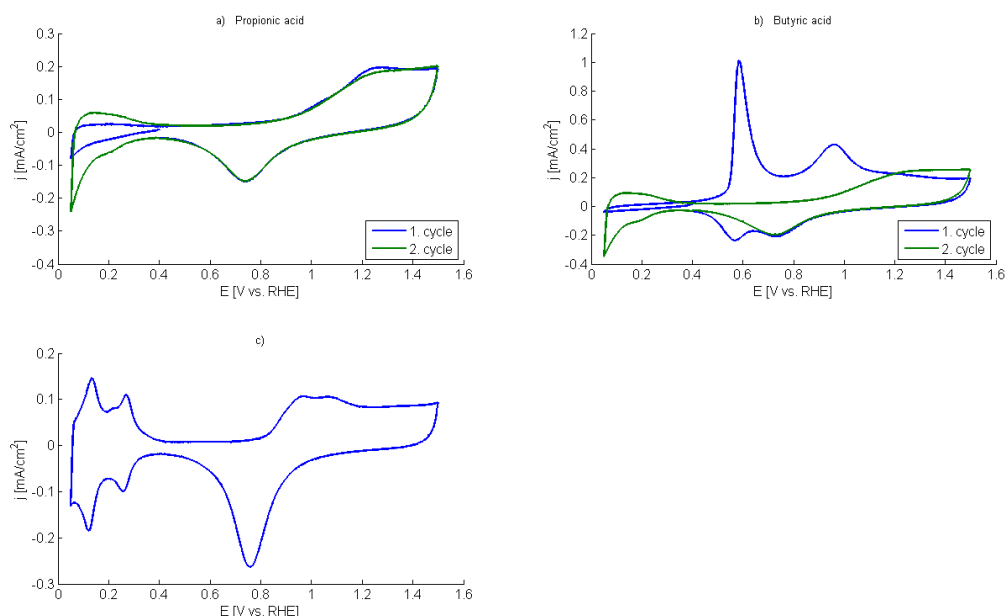 a) Propionic acid
0.3
0.2
0.1
0
-0.1
-0.2
-0.3
-0.4
j [mA/cm²]
0 0.2 0.4 0.6 0.8 1 1.2 1.4 1.6
E [V vs. RHE]
1. cycle
2. cycle
b) Butyric acid
1.2
1
0.8
0.6
0.4
0.2
0
-0.2
-0.4
j [mA/cm²]
0 0.2 0.4 0.6 0.8 1 1.2 1.4 1.6
E [V vs. RHE]
1. cycle
2. cycle
c)
0.2
0.1
0
-0.1
-0.2
-0.3
j [mA/cm²]
0 0.2 0.4 0.6 0.8 1 1.2 1.4 1.6
E [V vs. RHE]